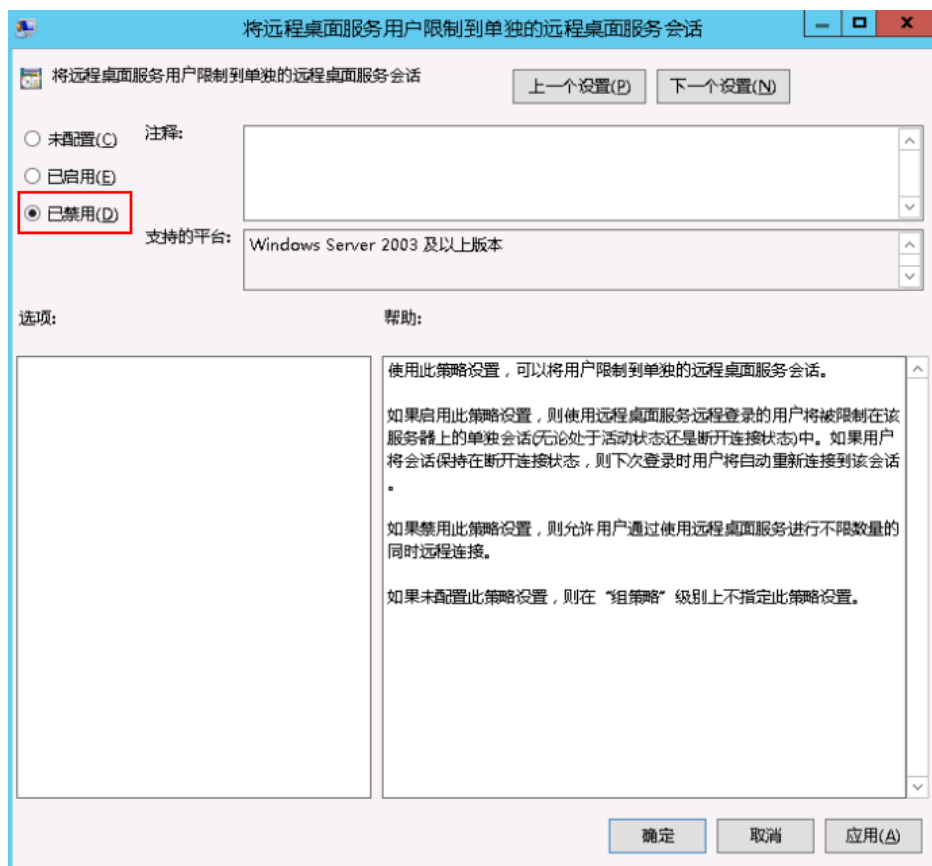 将远程桌面服务用户限制到单独的远程桌面服务会话
将远程桌面服务用户限制到单独的远程桌面服务会话
上一个设置(P)
下一个设置(N)
未配置(C)
注释:
已启用(E)
已禁用(D)
支持的平台:
Windows Server 2003 及以上版本
选项:
帮助:
使用此策略设置，可以将用户限制到单独的远程桌面服务会话。
如果启用此策略设置，则使用远程桌面服务远程登录的用户将被限制在该
服务器上的单独会话(无论处于活动状态还是断开连接状态)中。如果用户
将会话保持在断开连接状态，则下次登录时用户将自动重新连接到该会话
。
如果禁用此策略设置，则允许用户通过使用远程桌面服务进行不限数量的
同时远程连接。
如果未配置此策略设置，则在“组策略”级别上不指定此策略设置。
确定
取消
应用(A)